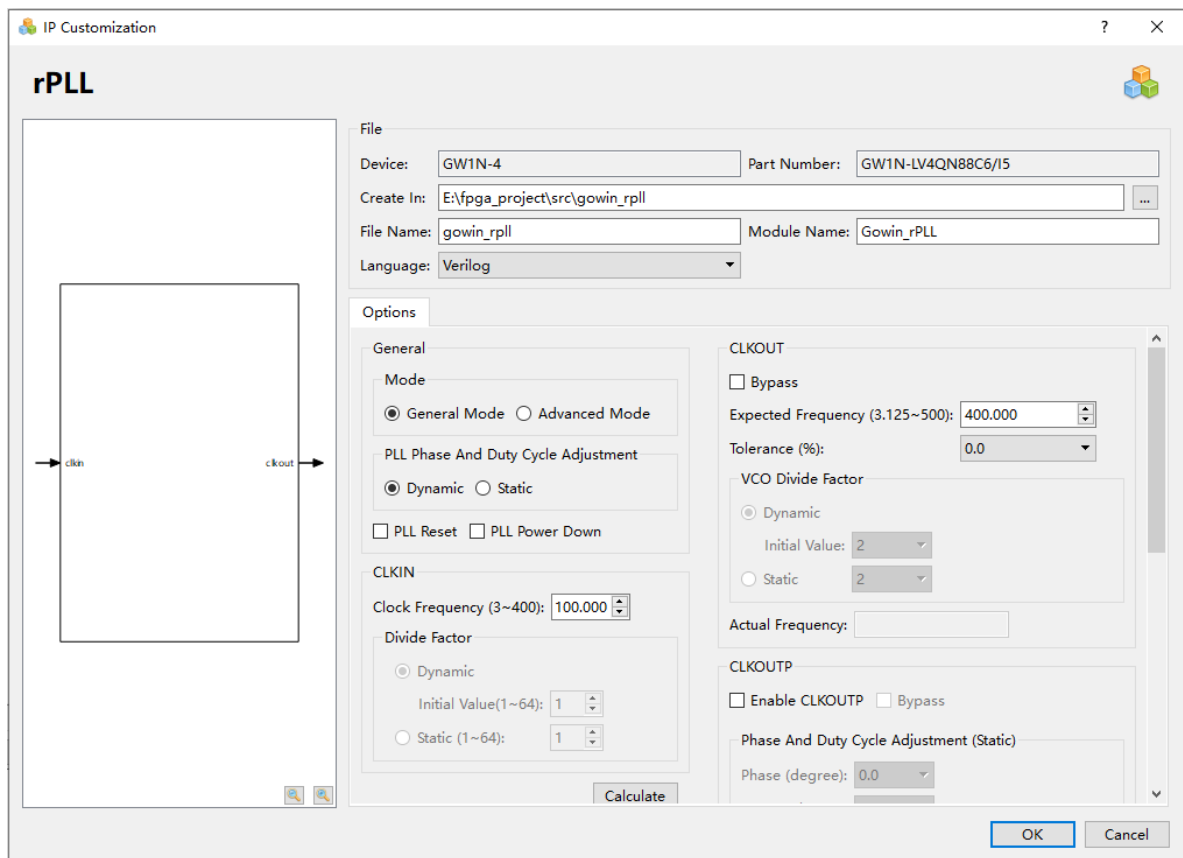 IP Customization
?
rPLL
File
Device: GW1N-4 Part Number: GW1N-LV4QN88C6/I5
Create In: E:\fpga_project\src\gowin_rpll ...
File Name: gowin_rpll Module Name: Gowin_rPLL
Language: Verilog
clkin clkout
Options
General
Mode
General Mode Advanced Mode
PLL Phase And Duty Cycle Adjustment
Dynamic Static
PLL Reset PLL Power Down
CLKIN
Clock Frequency (3~400): 100.000
Divide Factor
Dynamic
Initial Value(1~64): 1
Static (1~64): 1
Calculate
CLKOUT
Bypass
Expected Frequency (3.125~500): 400.000
Tolerance (%): 0.0
VCO Divide Factor
Dynamic
Initial Value: 2
Static 2
Actual Frequency:
CLKOUTP
Enable CLKOUTP Bypass
Phase And Duty Cycle Adjustment (Static)
Phase (degree): 0.0
OK Cancel